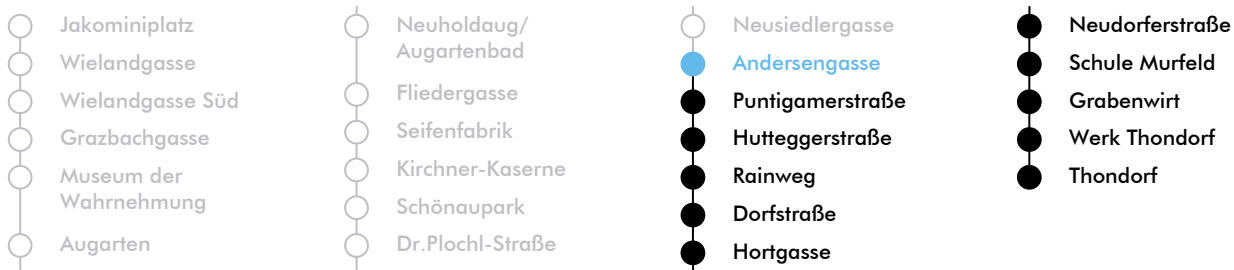 Jakominiplatz
Wielandgasse
Wielandgasse Süd
Grazbachgasse
Museum der
Wahrnehmung
Augarten
Neuholdaug/
Augartenbad
Fliedergasse
Seifenfabrik
Kirchner-Kaserne
Schönaupark
Dr.Plochl-Straße
Neusiedlergasse
Andersengasse
Puntigamerstraße
Hutteggerstraße
Rainweg
Dorfstraße
Hortgasse
Neudorferstraße
Schule Murfeld
Grabenwirt
Werk Thondorf
Thondorf